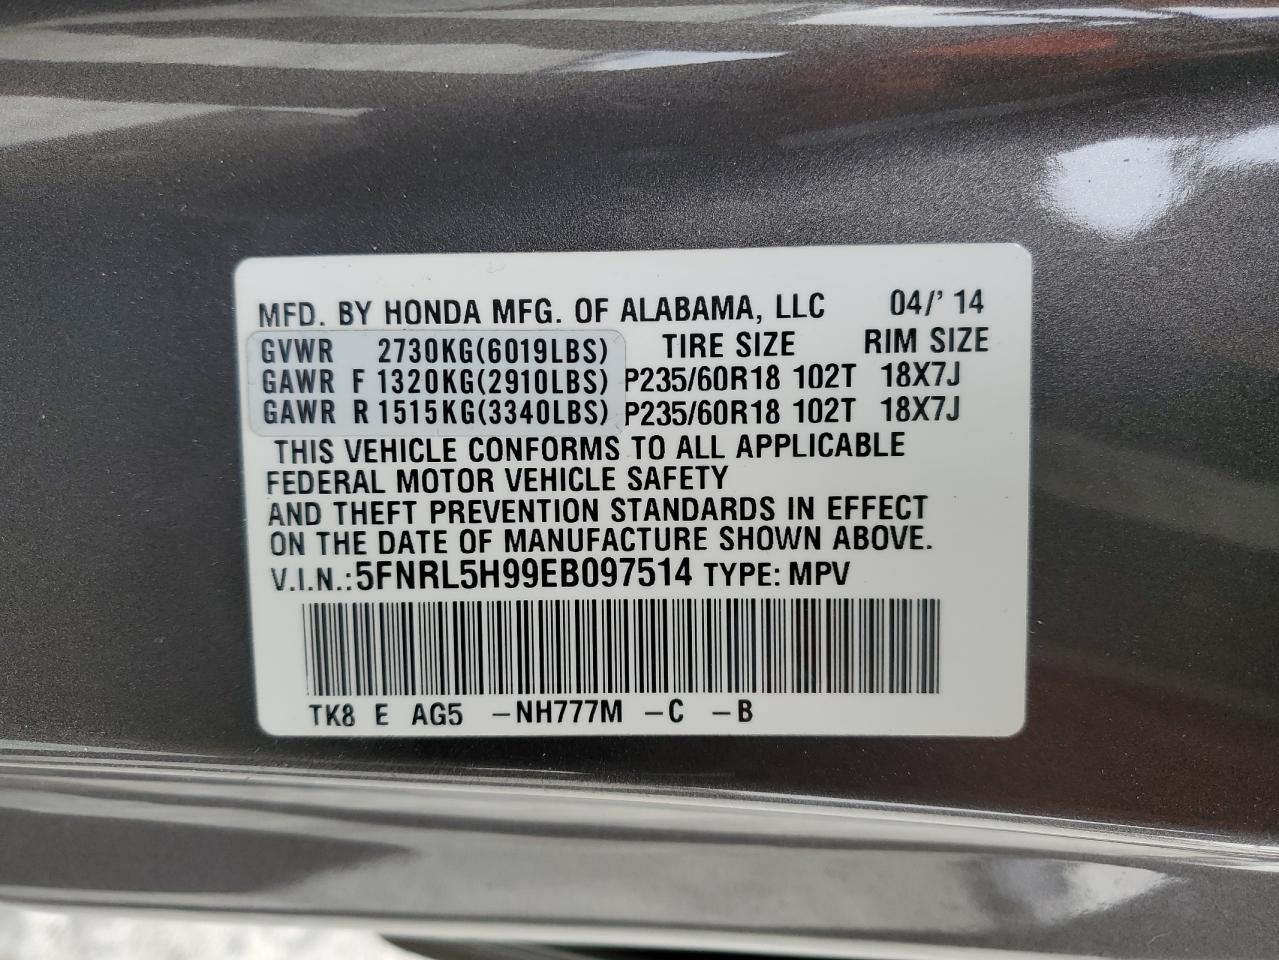 MFD. BY HONDA MFG. OF ALABAMA, LLC 04/' 14
GVWR 2730KG(6019LBS) TIRE SIZE RIM SIZE
GAWR F 1320KG(2910LBS) P235/60R18 102T 18X7J
GAWR R 1515KG(3340LBS) P235/60R18 102T 18X7J
THIS VEHICLE CONFORMS TO ALL APPLICABLE
FEDERAL MOTOR VEHICLE SAFETY
AND THEFT PREVENTION STANDARDS IN EFFECT
ON THE DATE OF MANUFACTURE SHOWN ABOVE.
V.I.N.: 5FNRL5H99EB097514 TYPE: MPV
TK8 E AG5 -NH777M -C -B